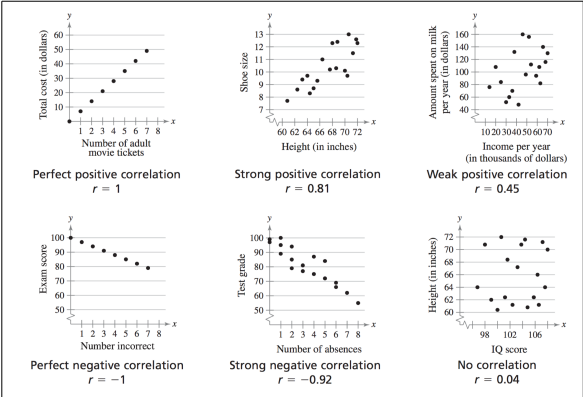 y
60
50
40
30
20
10
Total cost (in dollars)
1 2 3 4 5 6 7 8 x
Number of adult
movie tickets
Perfect positive correlation
r = 1
y
13
12
11
10
9
8
7
Shoe size
60 62 64 66 68 70 72 x
Height (in inches)
Strong positive correlation
r = 0.81
y
160
140
120
100
80
60
40
Amount spent on milk
per year (in dollars)
10 20 30 40 50 60 70 x
Income per year
(in thousands of dollars)
Weak positive correlation
r = 0.45
y
100
90
80
70
60
50
Exam score
1 2 3 4 5 6 7 8 x
Number incorrect
Perfect negative correlation
r = −1
y
100
90
80
70
60
50
Test grade
1 2 3 4 5 6 7 8 x
Number of absences
Strong negative correlation
r = −0.92
y
72
70
68
66
64
62
60
Height (in inches)
98 102 106 x
IQ score
No correlation
r = 0.04